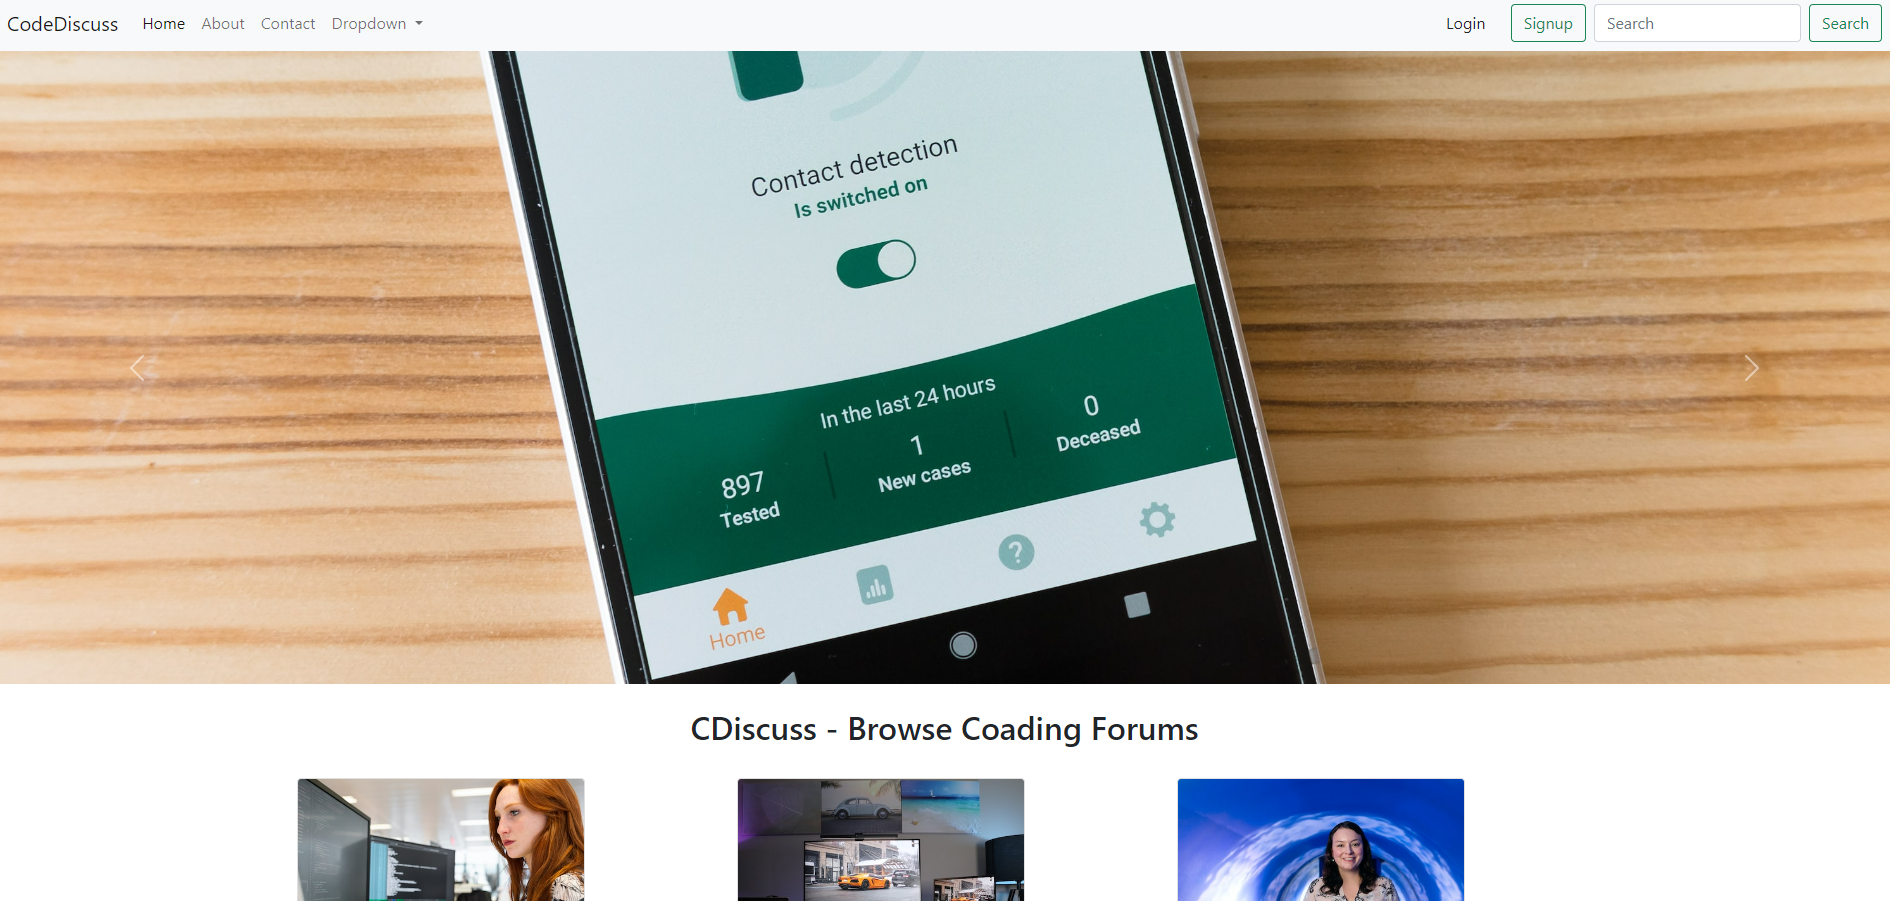 CodeDiscuss Home About Contact Dropdown Login Signup Search Search
Contact detection
Is switched on
In the last 24 hours
897 1 0
Tested New cases Deceased
Home
?
CDiscuss - Browse Coading Forums